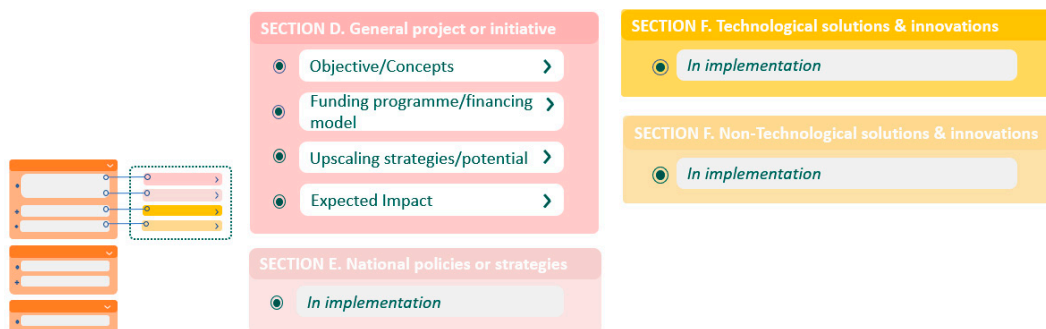 SECTION D. General project or initiative
Objective/Concepts
Funding programme/financing
model
Upscaling strategies/potential
Expected Impact
SECTION E. National policies or strategies
In implementation
SECTION F. Technological solutions & innovations
In implementation
SECTION F. Non-Technological solutions & innovations
In implementation